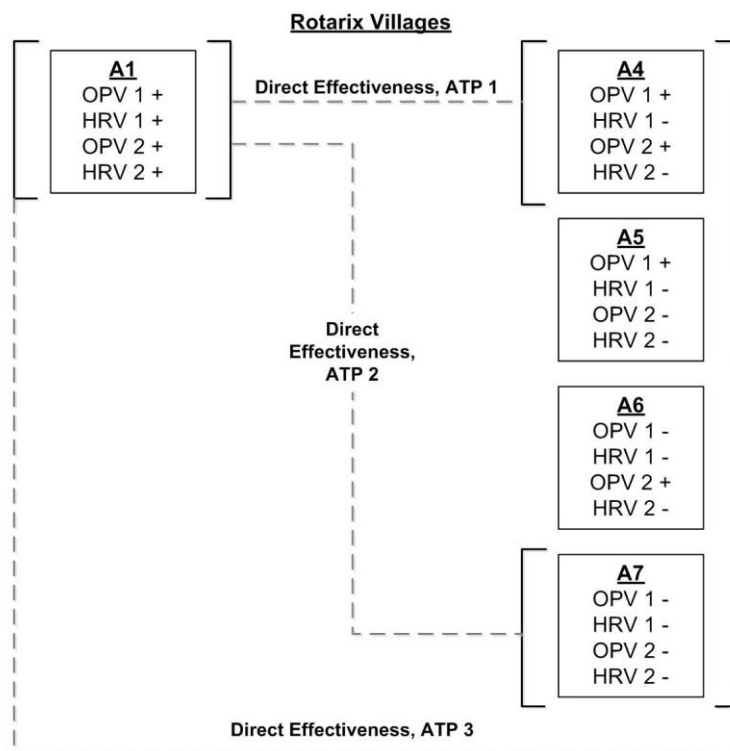 Rotarix Villages
A1
OPV 1 +
HRV 1 +
OPV 2 +
HRV 2 +
Direct Effectiveness, ATP 1
A4
OPV 1 +
HRV 1 -
OPV 2 +
HRV 2 -
A5
OPV 1 +
HRV 1 -
OPV 2 -
HRV 2 -
Direct
Effectiveness,
ATP 2
A6
OPV 1 -
HRV 1 -
OPV 2 +
HRV 2 -
A7
OPV 1 -
HRV 1 -
OPV 2 -
HRV 2 -
Direct Effectiveness, ATP 3